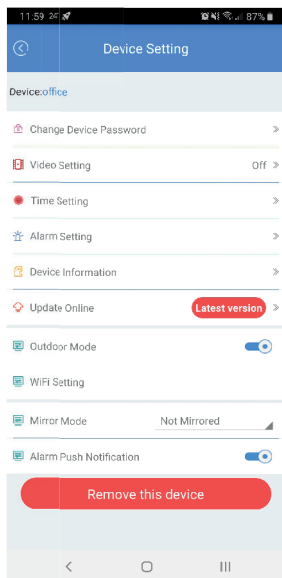 11:59 24° 87%
Device Setting
Device:office
Change Device Password
Video Setting Off
Time Setting
Alarm Setting
Device Information
Update Online Latest version
Outdoor Mode
WiFi Setting
Mirror Mode Not Mirrored
Alarm Push Notification
Remove this device